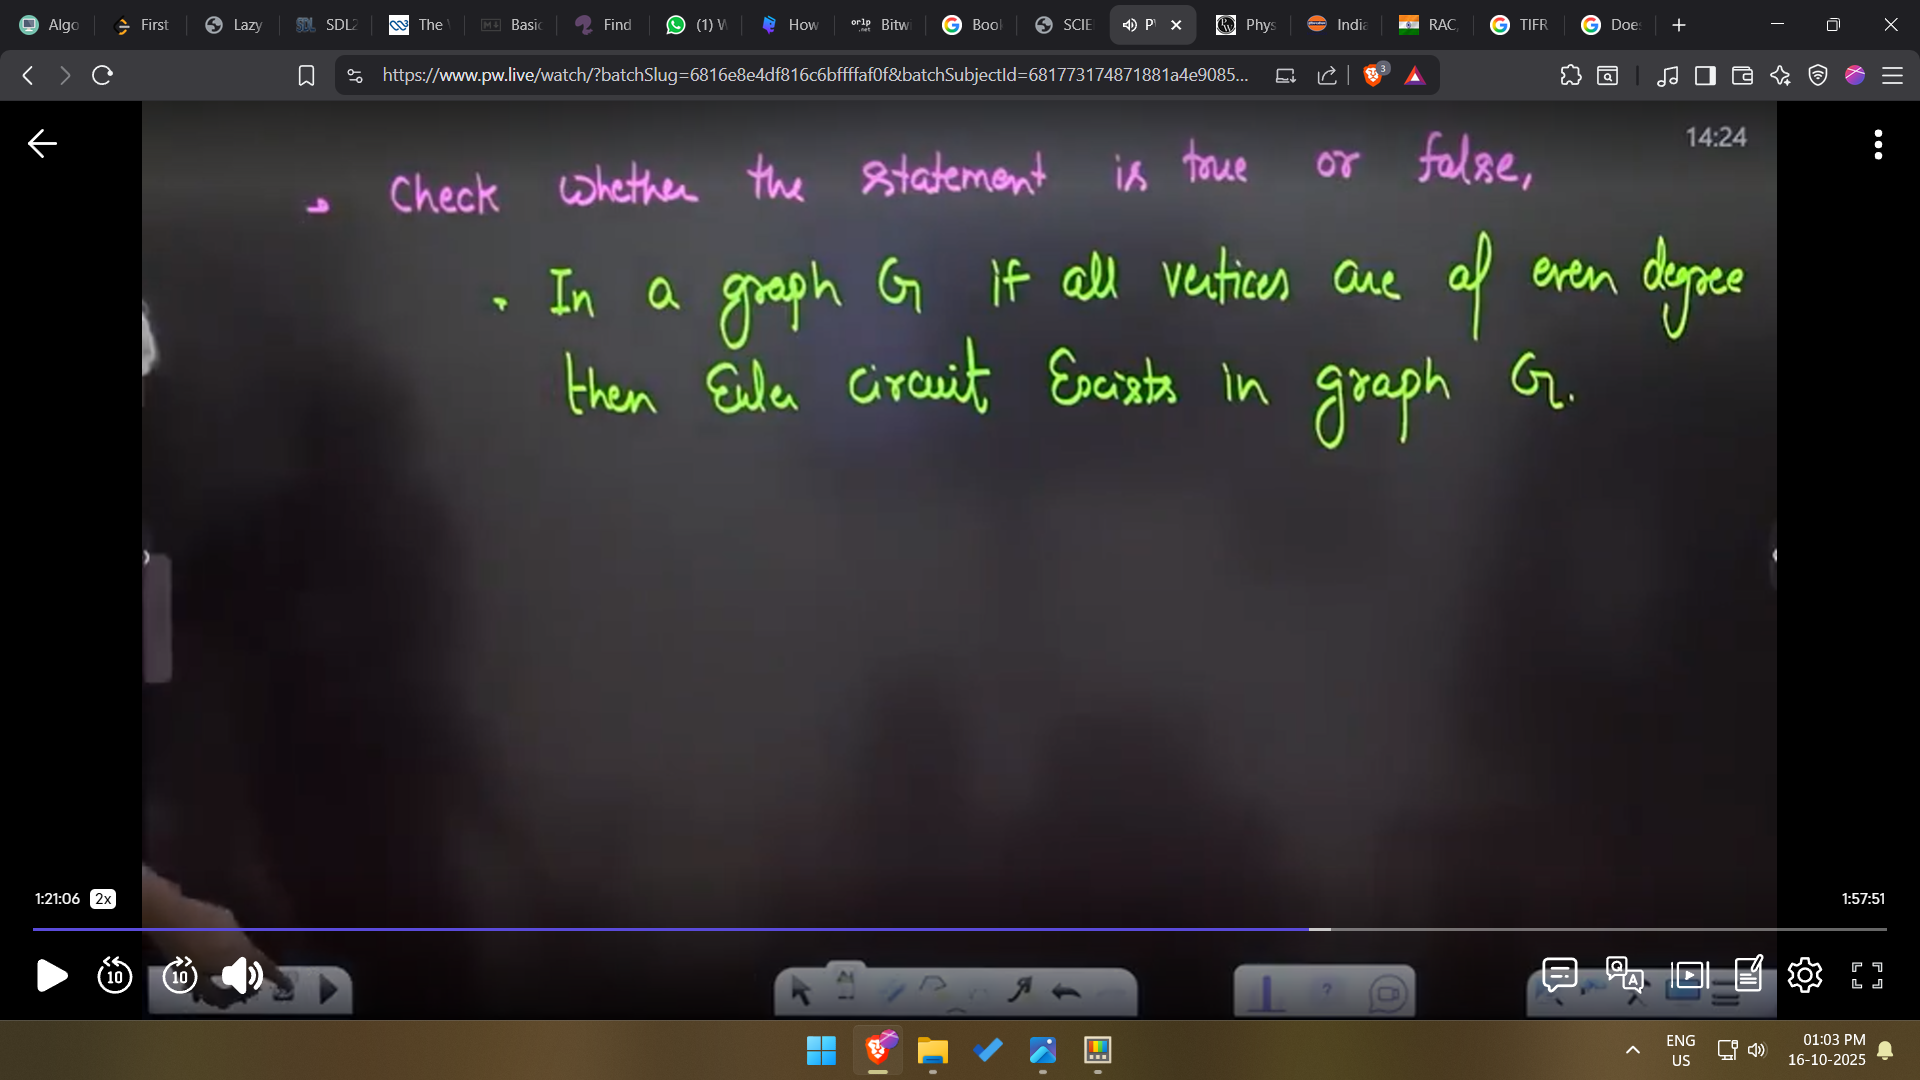 Algo
First
Lazy
SDL2
The
Basic
Find
(1) W
How
Bitwi
Boo
SCIE
P
Phys
India
RAC,
TIFR
Does
https://www.pw.live/watch/?batchSlug=6816e8e4df816c6bffffaf0f&batchSubjectId=681773174871881a4e9085...
3
14:24
Check whether the statement is true or false,
In a graph G if all vertices are of even degree
then Euler circuit Exists in graph G.
1:21:06 2x
1:57:51
10
10
ENG
US
01:03 PM
16-10-2025